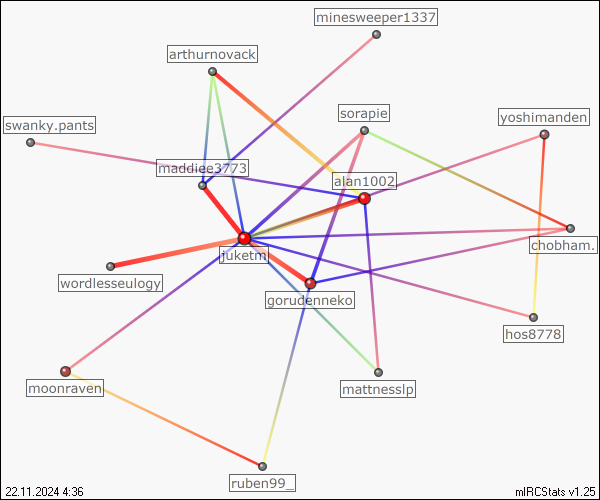 minesweeper1337
arthurnovack
sorapie
yoshimanden
swanky.pants
maddiee3773
alan1002
juketm
chobham.
wordlesseulogy
gorudenneko
hos8778
moonraven
mattnesslp
ruben99_
22.11.2024 4:36
mIRCStats v1.25